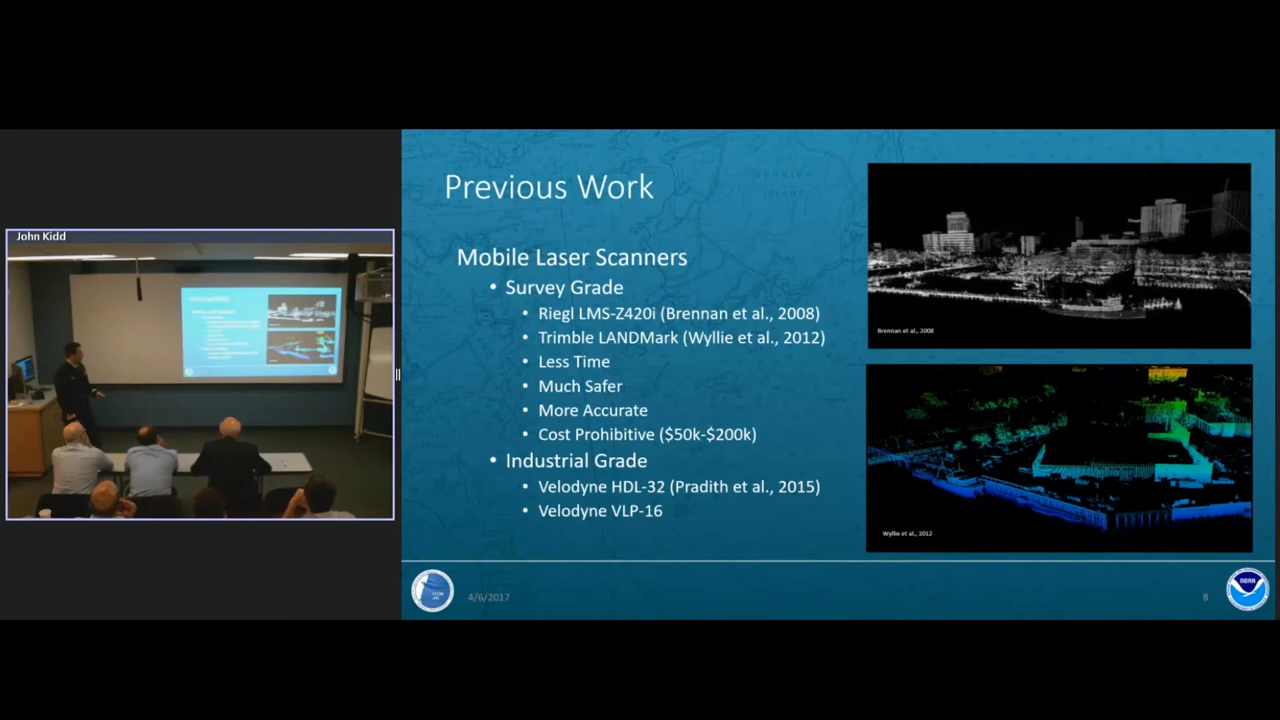 John Kidd
Previous Work
Mobile Laser Scanners
• Survey Grade
• Riegl LMS-Z420i (Brennan et al., 2008)
• Trimble LANDMark (Wyllie et al., 2012)
• Less Time
• Much Safer
• More Accurate
• Cost Prohibitive ($50k-$200k)
• Industrial Grade
• Velodyne HDL-32 (Pradith et al., 2015)
• Velodyne VLP-16
Brennan et al., 2008
Wyllie et al., 2012
4/6/2017
8
NOAA